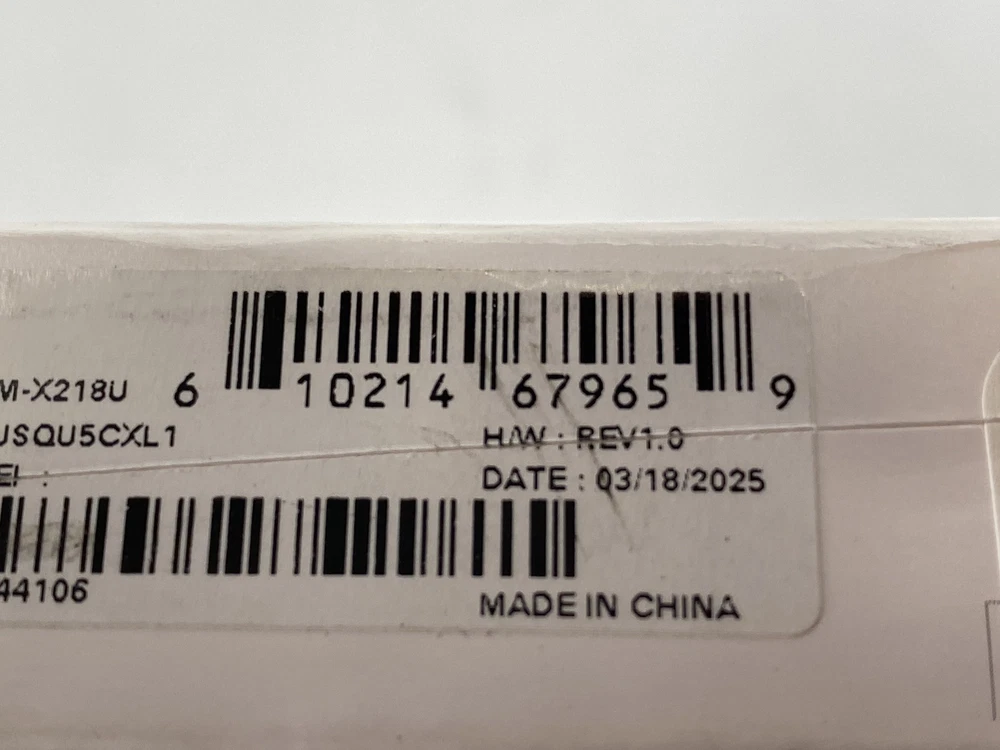 6 10214 67965 9
M-X218U
USQU5CXL1
H/W : REV1.0
EI :
DATE : 03/18/2025
44106
MADE IN CHINA